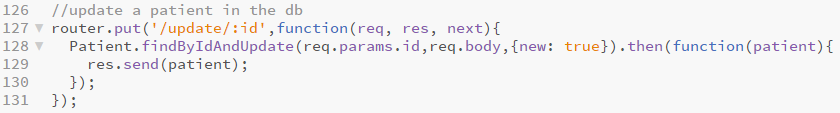 126 //update a patient in the db
127 router.put('/update/:id',function(req, res, next){
128   Patient.findByIdAndUpdate(req.params.id,req.body,{new: true}).then(function(patient){
129     res.send(patient);
130   });
131 });